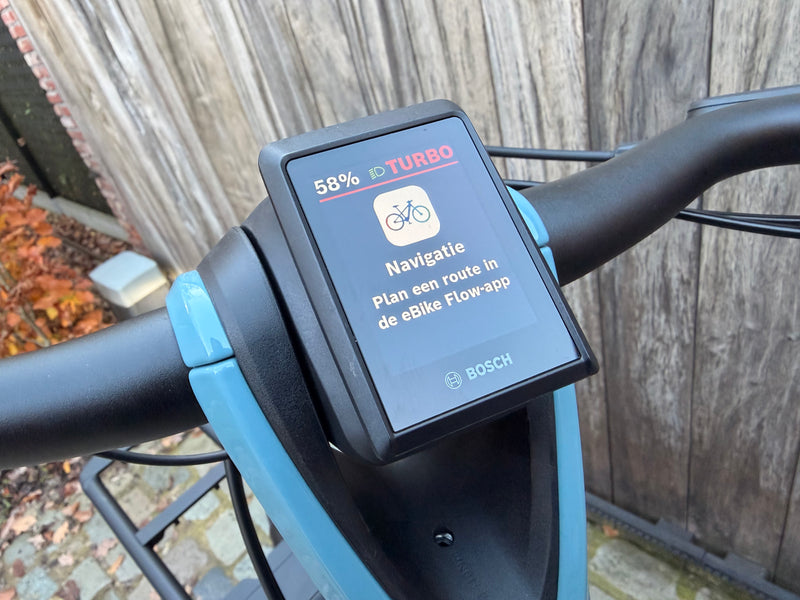 58% TURBO
Navigatie
Plan een route in
de eBike Flow-app
BOSCH